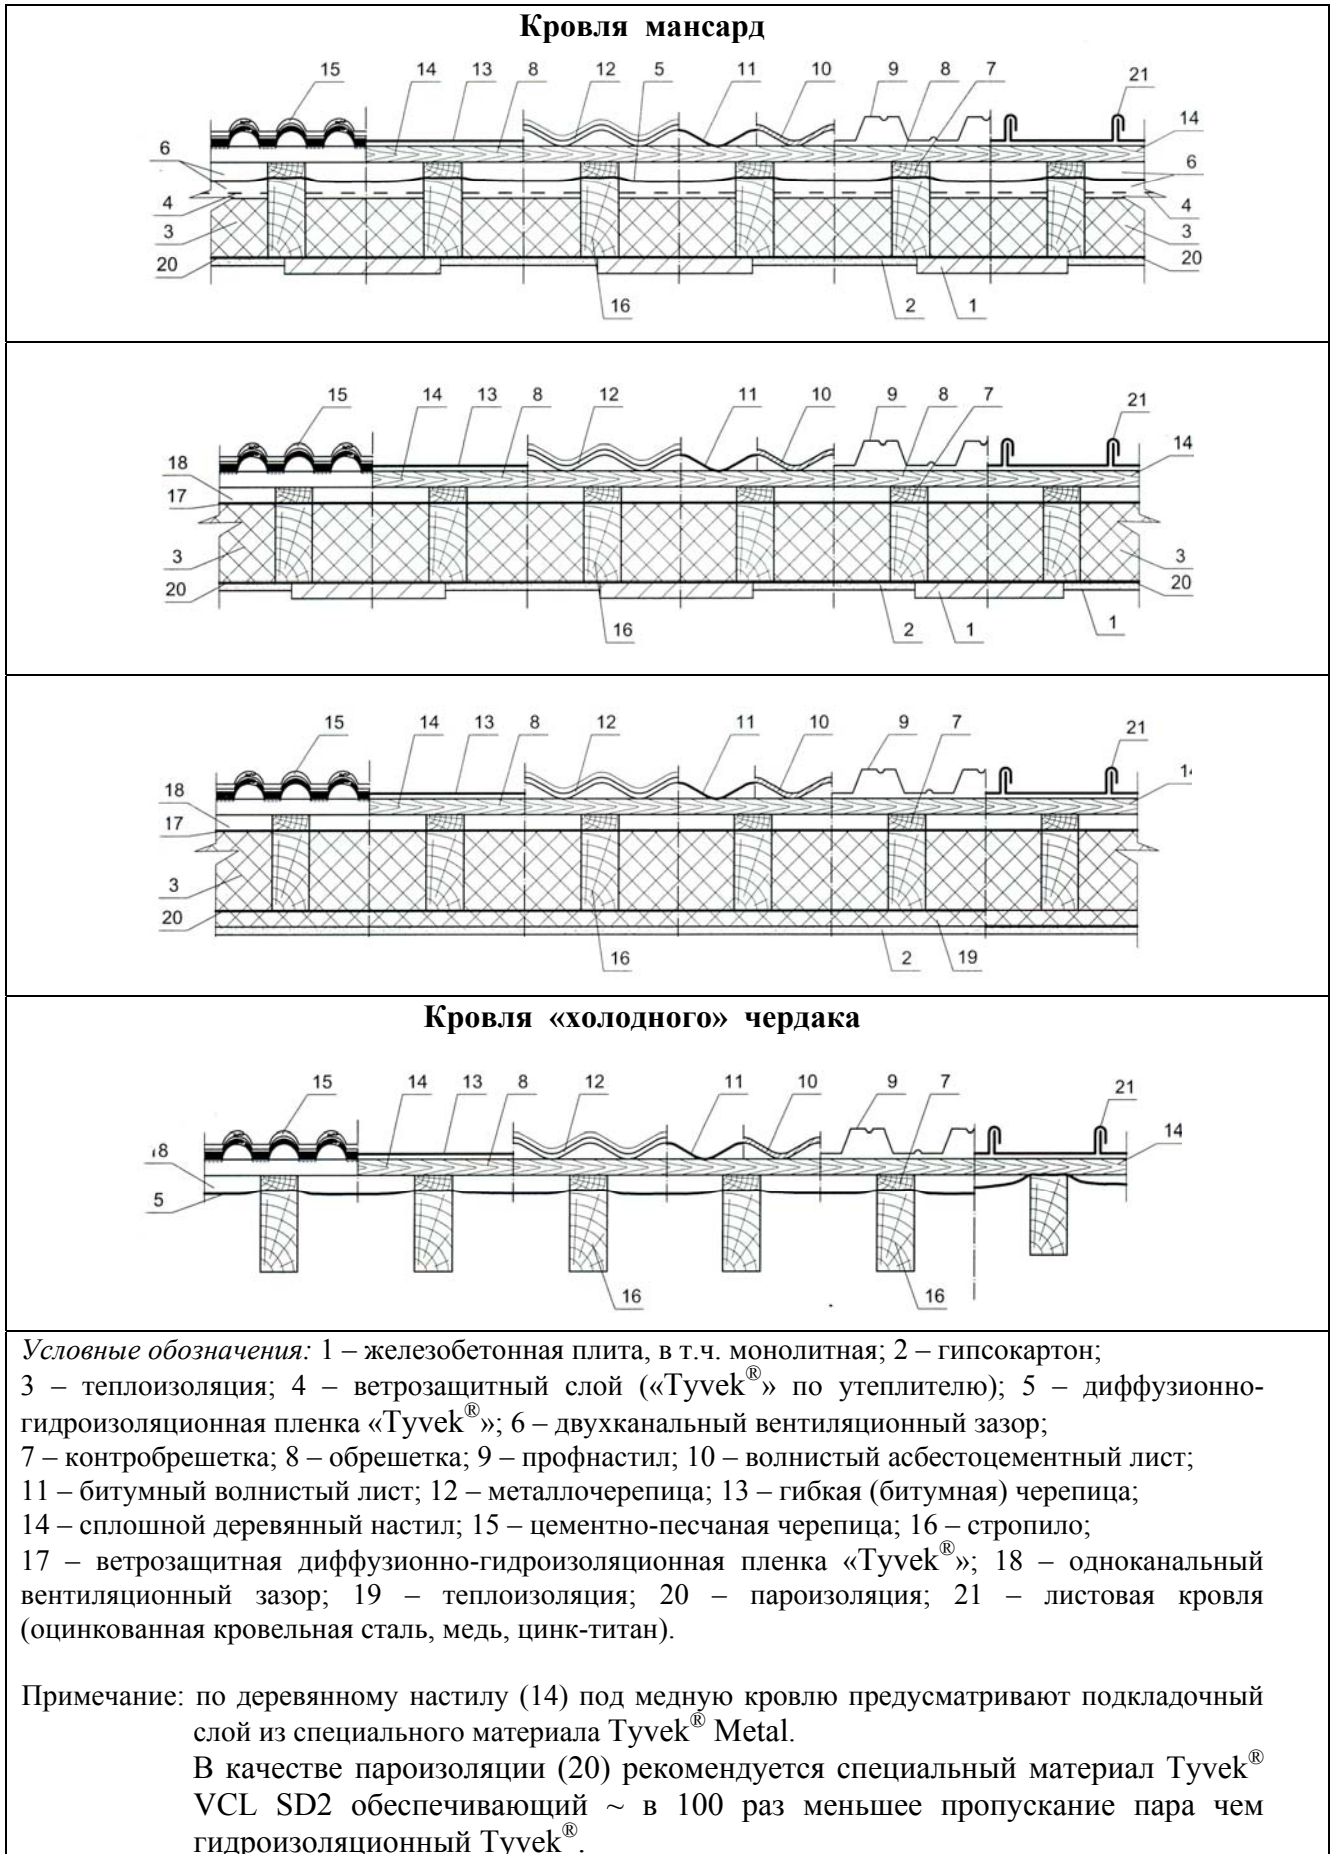 Кровля мансард
15 14 13 8 12 5 11 10 9 8 7 21
14
6 6
4 4
3 3
20 20
16 2 1
15 14 13 8 12 11 10 9 8 7 21
14
18
17
3 3
20 20
16 2 1 1
15 14 13 8 12 11 10 9 7 21
18
17
3
20
16 2 19
Кровля «холодного» чердака
15 14 13 8 12 11 10 9 7 21
14
5
16 16
Условные обозначения: 1 – железобетонная плита, в т.ч. монолитная; 2 – гипсокартон;
3 – теплоизоляция; 4 – ветрозащитный слой («Tyvek®» по утеплителю); 5 – диффузионно-
гидроизоляционная пленка «Tyvek®»; 6 – двухканальный вентиляционный зазор;
7 – контробрешетка; 8 – обрешетка; 9 – профнастил; 10 – волнистый асбестоцементный лист;
11 – битумный волнистый лист; 12 – металлочерепица; 13 – гибкая (битумная) черепица;
14 – сплошной деревянный настил; 15 – цементно-песчаная черепица; 16 – стропило;
17 – ветрозащитная диффузионно-гидроизоляционная пленка «Tyvek®»; 18 – одноканальный
вентиляционный зазор; 19 – теплоизоляция; 20 – пароизоляция; 21 – листовая кровля
(оцинкованная кровельная сталь, медь, цинк-титан).
Примечание: по деревянному настилу (14) под медную кровлю предусматривают подкладочный
слой из специального материала Tyvek® Metal.
В качестве пароизоляции (20) рекомендуется специальный материал Tyvek®
VCL SD2 обеспечивающий ~ в 100 раз меньшее пропускание пара чем
гидроизоляционный Tyvek®.